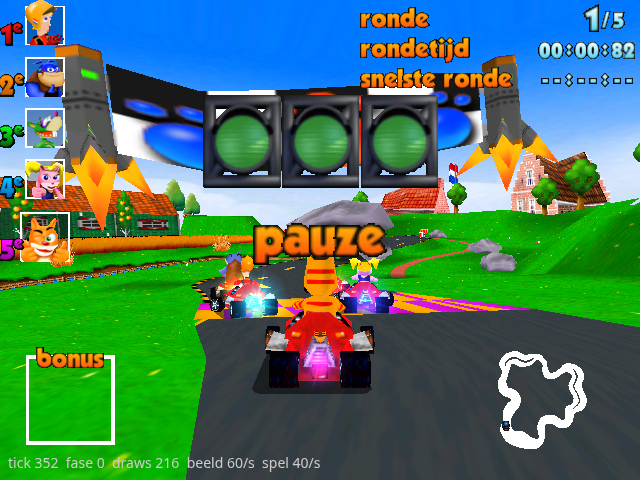 1e
ronde
1/5
rondetijd
00:00:82
2e
snelste ronde
--:--:--
3e
4e
5e
pauze
bonus
tick 352 fase 0 draws 216 beeld 60/s spel 40/s